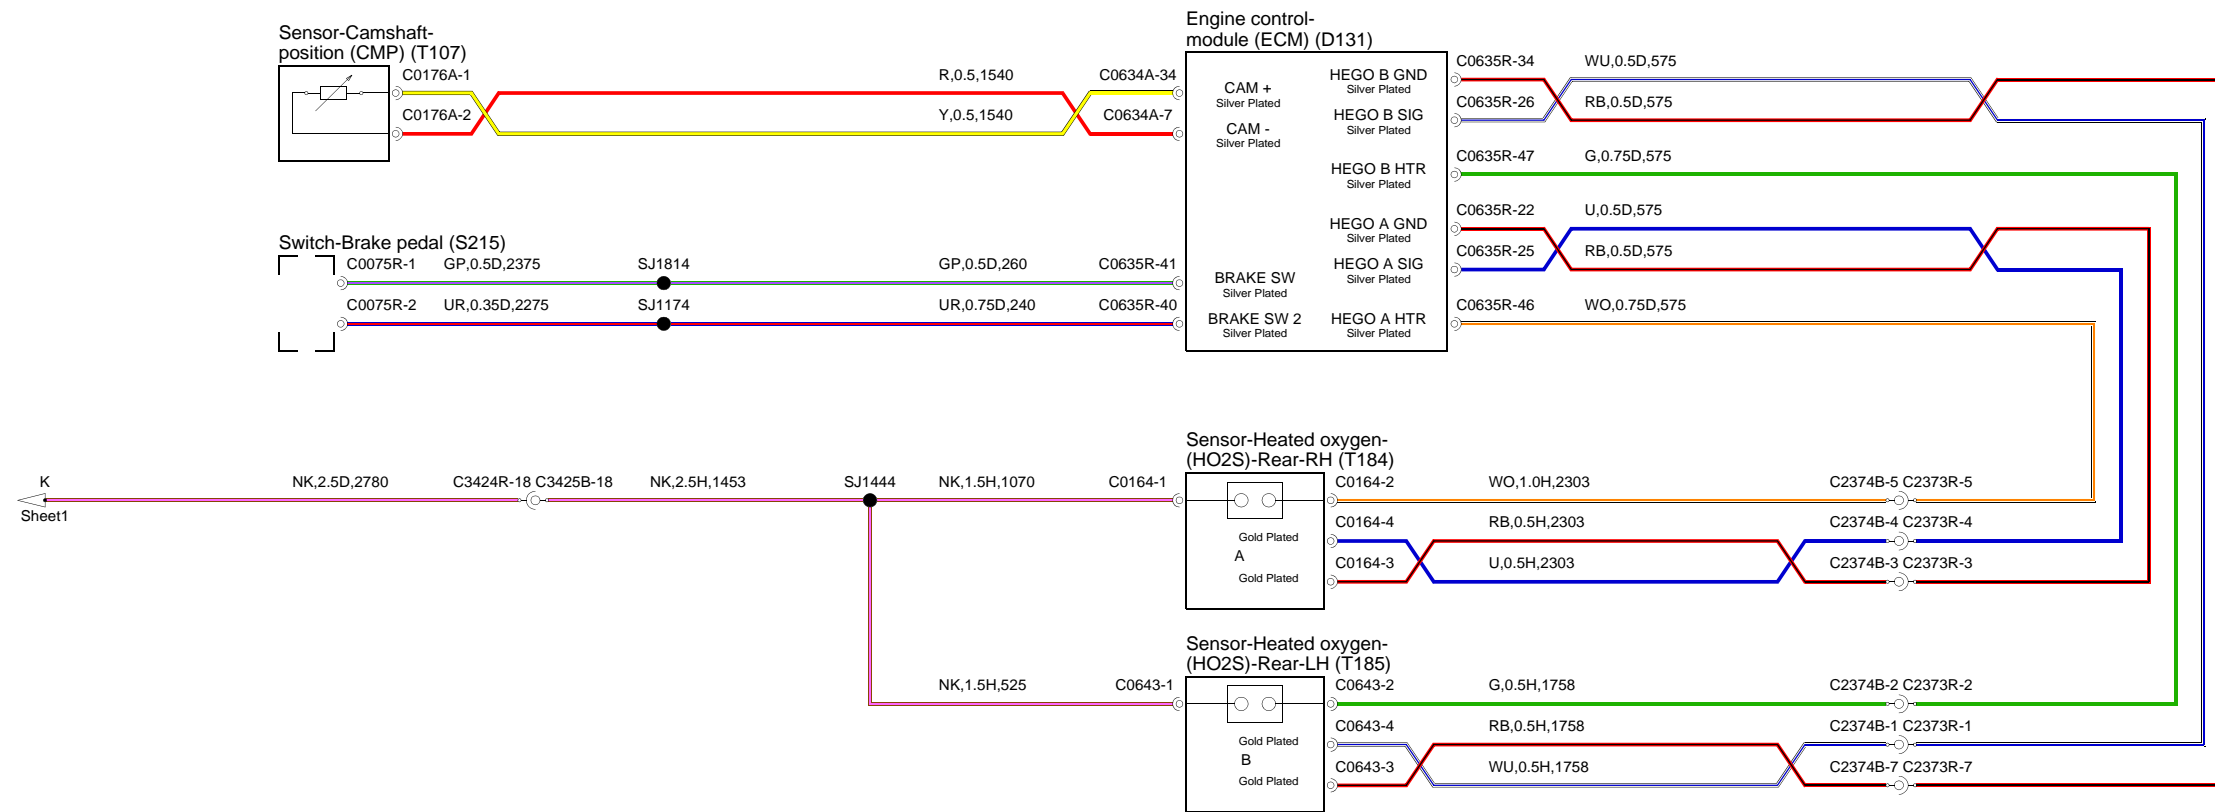 Sensor-Camshaft-
position (CMP) (T107)
C0176A-1
R,0.5,1540
C0634A-34
C0176A-2
Y,0.5,1540
C0634A-7
Engine control-
module (ECM) (D131)
CAM +
Silver Plated
CAM -
Silver Plated
HEGO B GND
Silver Plated
HEGO B SIG
Silver Plated
HEGO B HTR
Silver Plated
HEGO A GND
Silver Plated
HEGO A SIG
Silver Plated
BRAKE SW
Silver Plated
BRAKE SW 2
Silver Plated
HEGO A HTR
Silver Plated
C0635R-34
WU,0.5D,575
C0635R-26
RB,0.5D,575
C0635R-47
G,0.75D,575
C0635R-22
U,0.5D,575
C0635R-25
RB,0.5D,575
C0635R-46
WO,0.75D,575
Switch-Brake pedal (S215)
C0075R-1
GP,0.5D,2375
SJ1814
GP,0.5D,260
C0635R-41
C0075R-2
UR,0.35D,2275
SJ1174
UR,0.75D,240
C0635R-40
K
Sheet1
NK,2.5D,2780
C3424R-18 C3425B-18
NK,2.5H,1453
SJ1444
NK,1.5H,1070
C0164-1
Sensor-Heated oxygen-
(HO2S)-Rear-RH (T184)
Gold Plated
A
Gold Plated
C0164-2
WO,1.0H,2303
C2374B-5 C2373R-5
C0164-4
RB,0.5H,2303
C2374B-4 C2373R-4
C0164-3
U,0.5H,2303
C2374B-3 C2373R-3
NK,1.5H,525
C0643-1
Sensor-Heated oxygen-
(HO2S)-Rear-LH (T185)
Gold Plated
B
Gold Plated
C0643-2
G,0.5H,1758
C2374B-2 C2373R-2
C0643-4
RB,0.5H,1758
C2374B-1 C2373R-1
C0643-3
WU,0.5H,1758
C2374B-7 C2373R-7